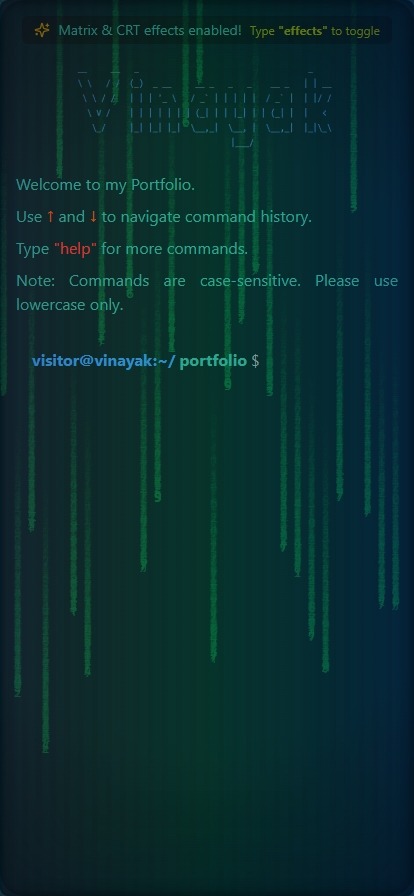 Matrix & CRT effects enabled! Type "effects" to toggle
Vinayak
Welcome to my Portfolio.
Use ↑ and ↓ to navigate command history.
Type "help" for more commands.
Note: Commands are case-sensitive. Please use
lowercase only.
visitor@vinayak:~/ portfolio $